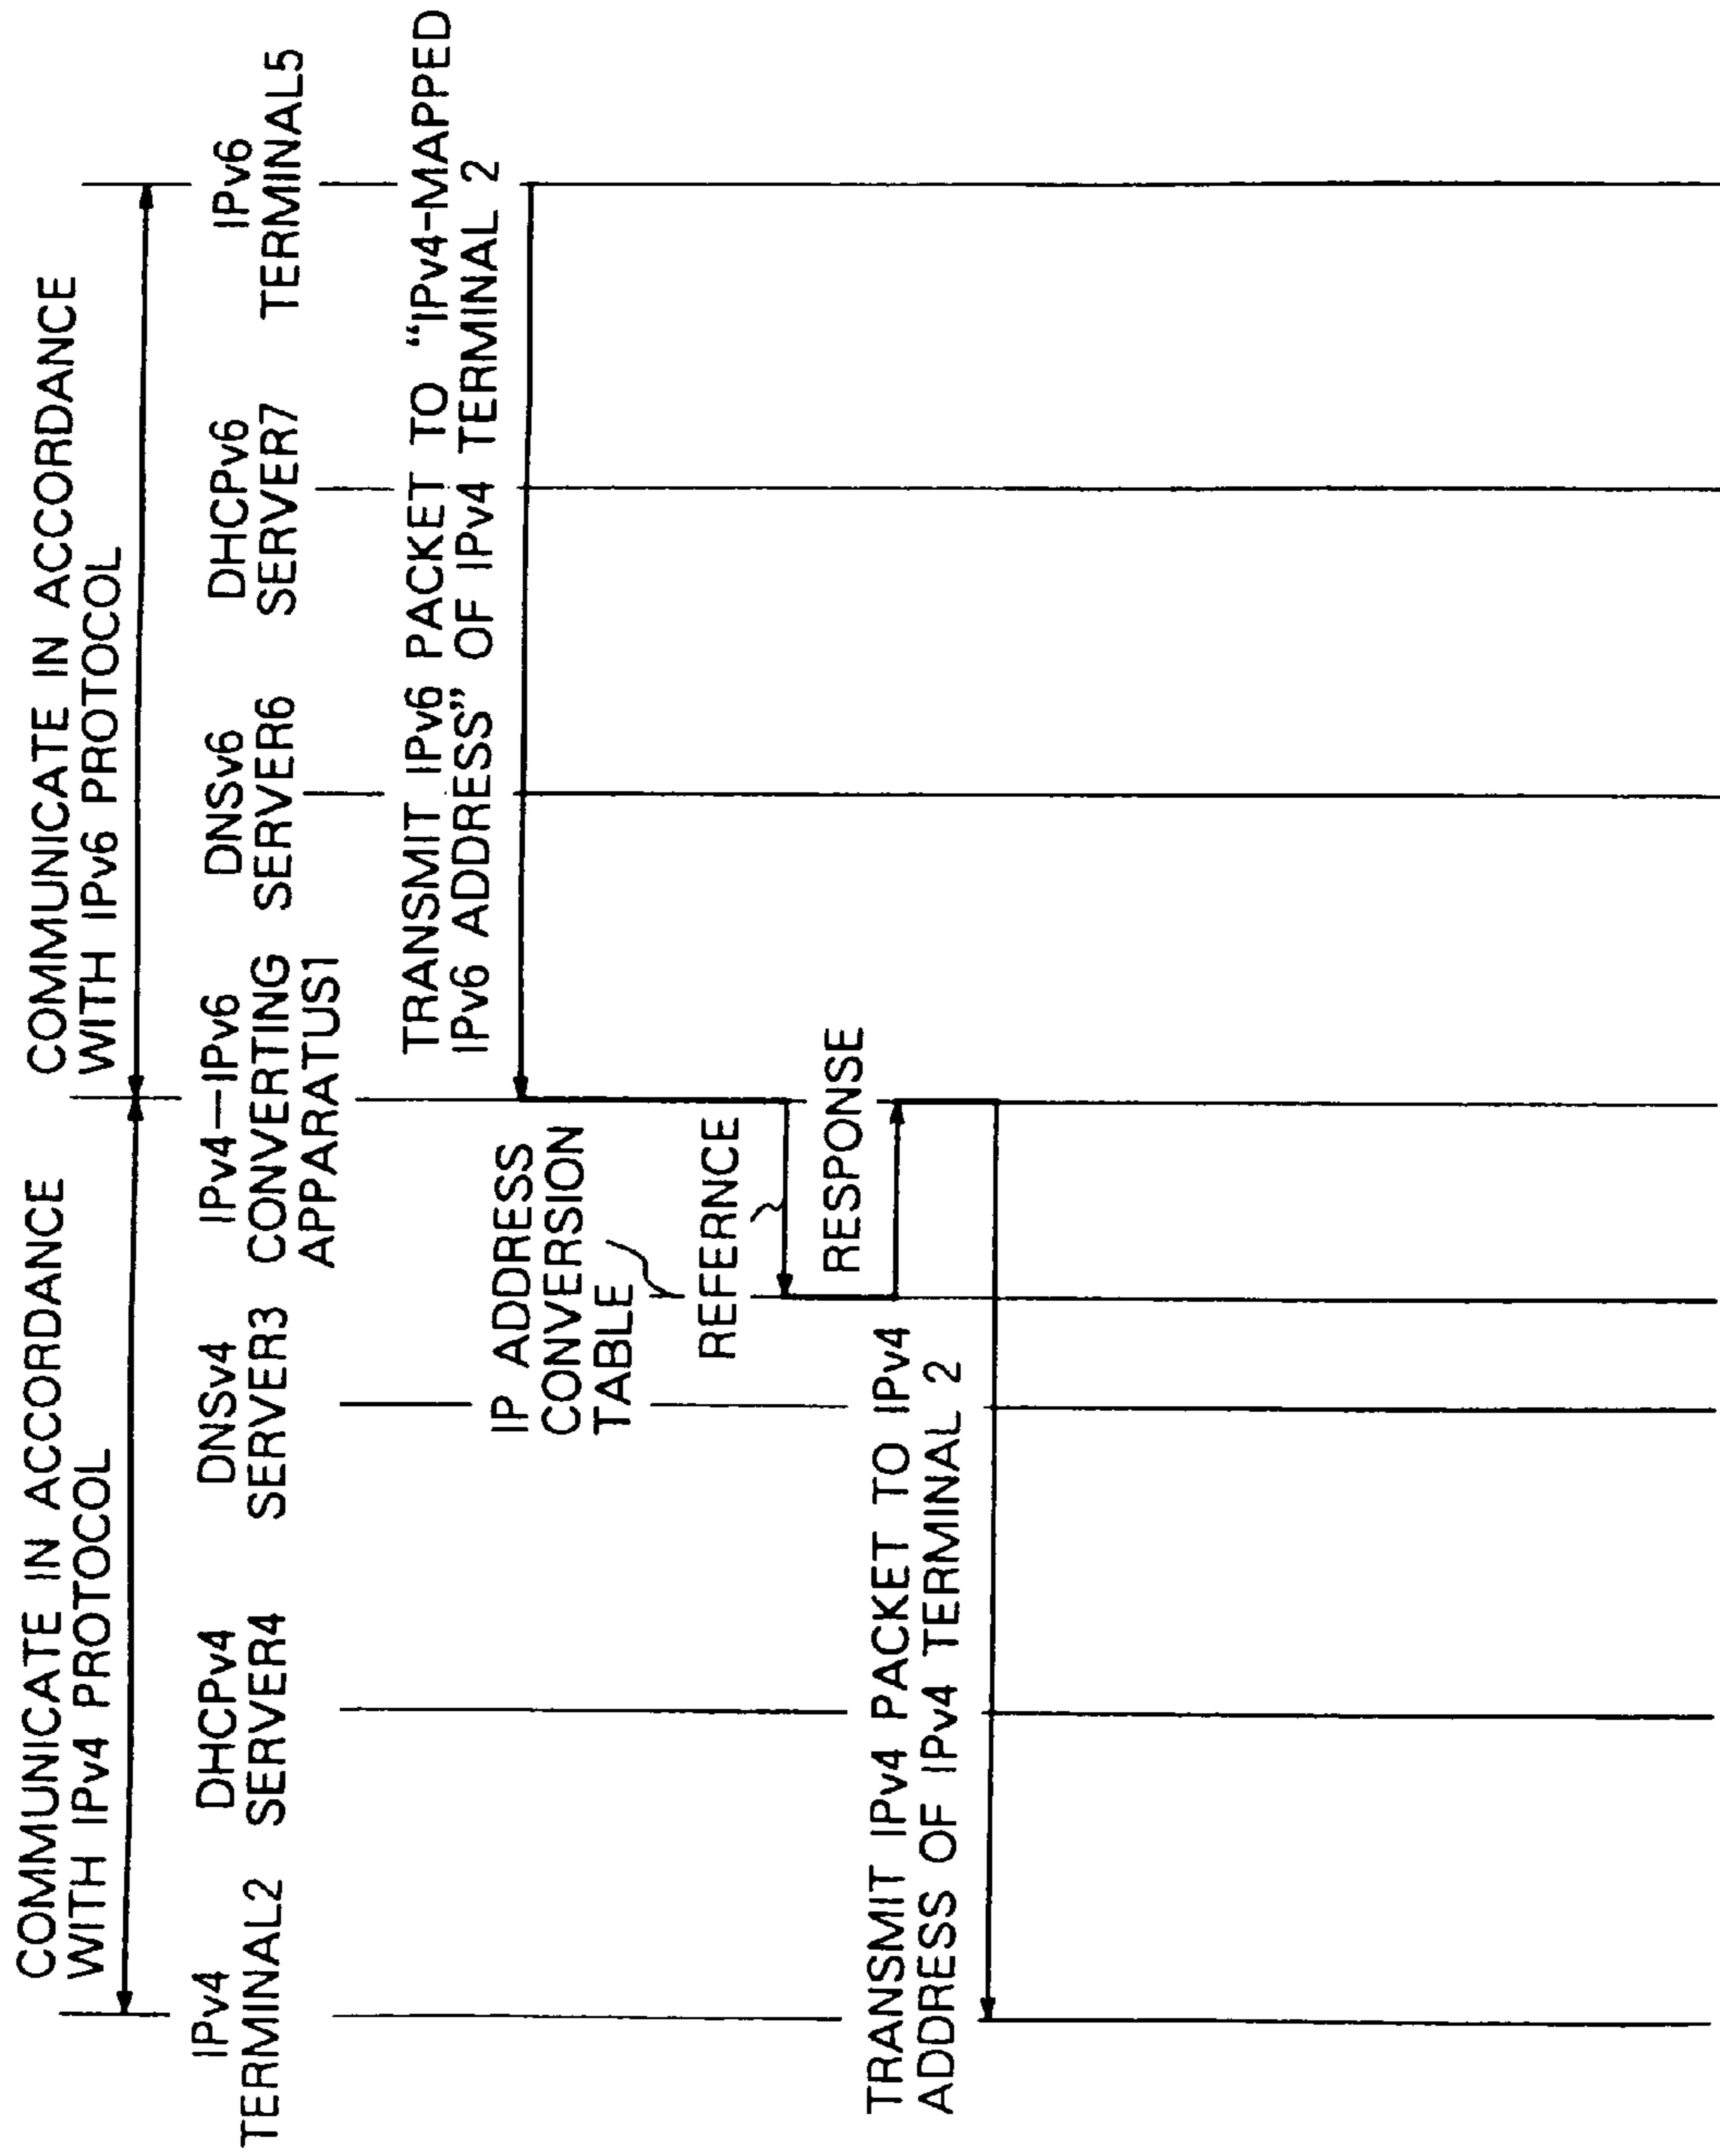 COMMUNICATE IN ACCORDANCE
WITH IPv4 PROTOCOL
COMMUNICATE IN ACCORDANCE
WITH IPv6 PROTOCOL
IPv4
TERMINAL2
DHCPv4
SERVER4
DNSv4
SERVER3
IPv4-IPv6
CONVERTING
APPARATUS1
DNSv6
SERVER6
DHCPv6
SERVER7
IPv6
TERMINAL5
TRANSMIT IPv6 PACKET TO “IPv4-MAPPED
IPv6 ADDRESS” OF IPv4 TERMINAL 2
IP ADDRESS
CONVERSION
TABLE
REFERNCE
RESPONSE
TRANSMIT IPv4 PACKET TO IPv4
ADDRESS OF IPv4 TERMINAL 2